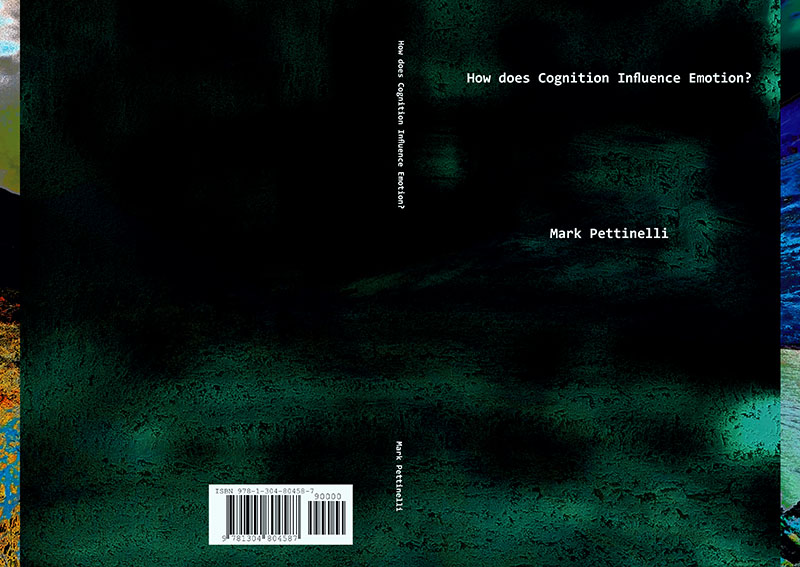 How does Cognition Influence Emotion?
Mark Pettinelli
How does Cognition Influence Emotion?
Mark Pettinelli
ISBN 978-1-304-80458-7
90000
9 781304 804587